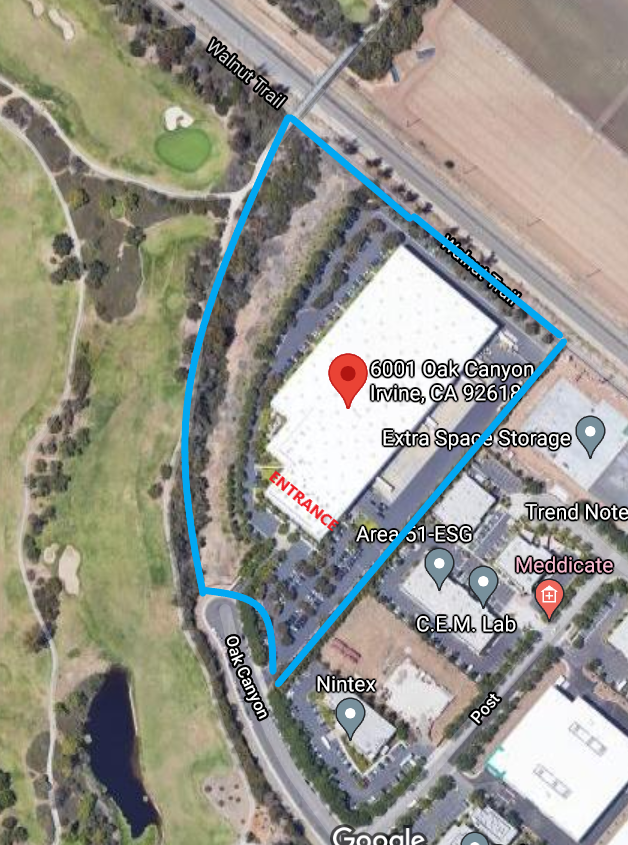 Walnut Trail
Walnut Trail
6001 Oak Canyon
Irvine, CA 92618
Extra Space Storage
ENTRANCE
Trend Note
Area 51-ESG
Meddicate
C.E.M. Lab
Oak Canyon
Nintex
Post
Google